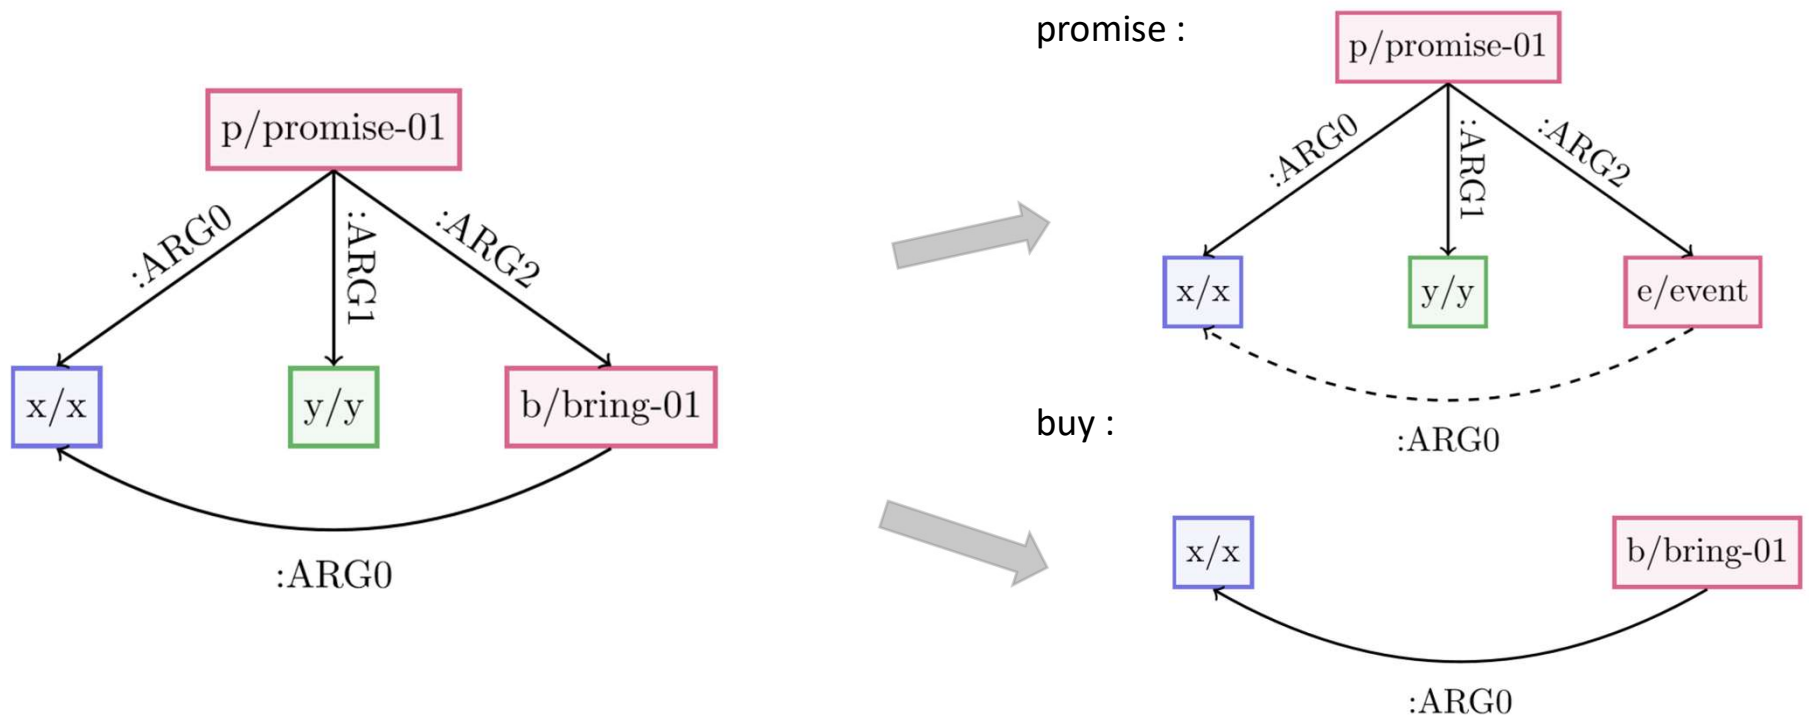 p/promise-01
:ARG0
:ARG1
:ARG2
x/x
y/y
b/bring-01
:ARG0
promise :
p/promise-01
:ARG0
:ARG1
:ARG2
x/x
y/y
e/event
:ARG0
buy :
x/x
b/bring-01
:ARG0